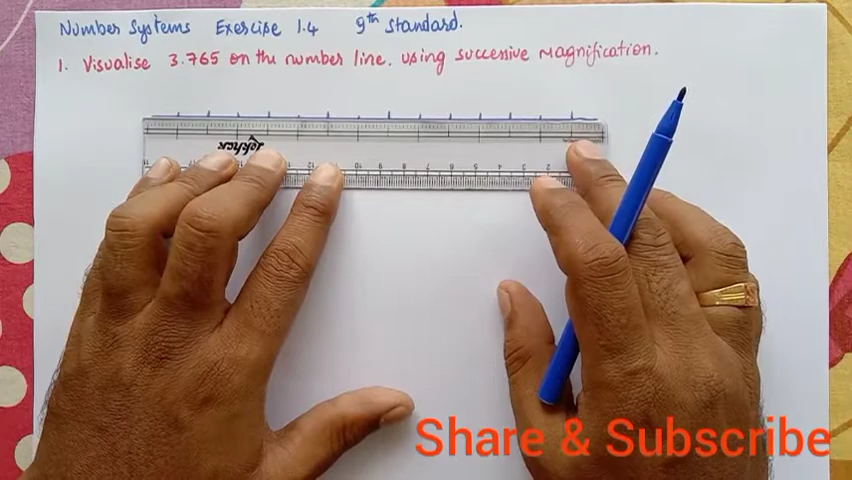 Number Systems Exercise 1.4 9th Standard.
1. Visualise 3.765 on the number line, using successive Magnification.
Share & Subscribe